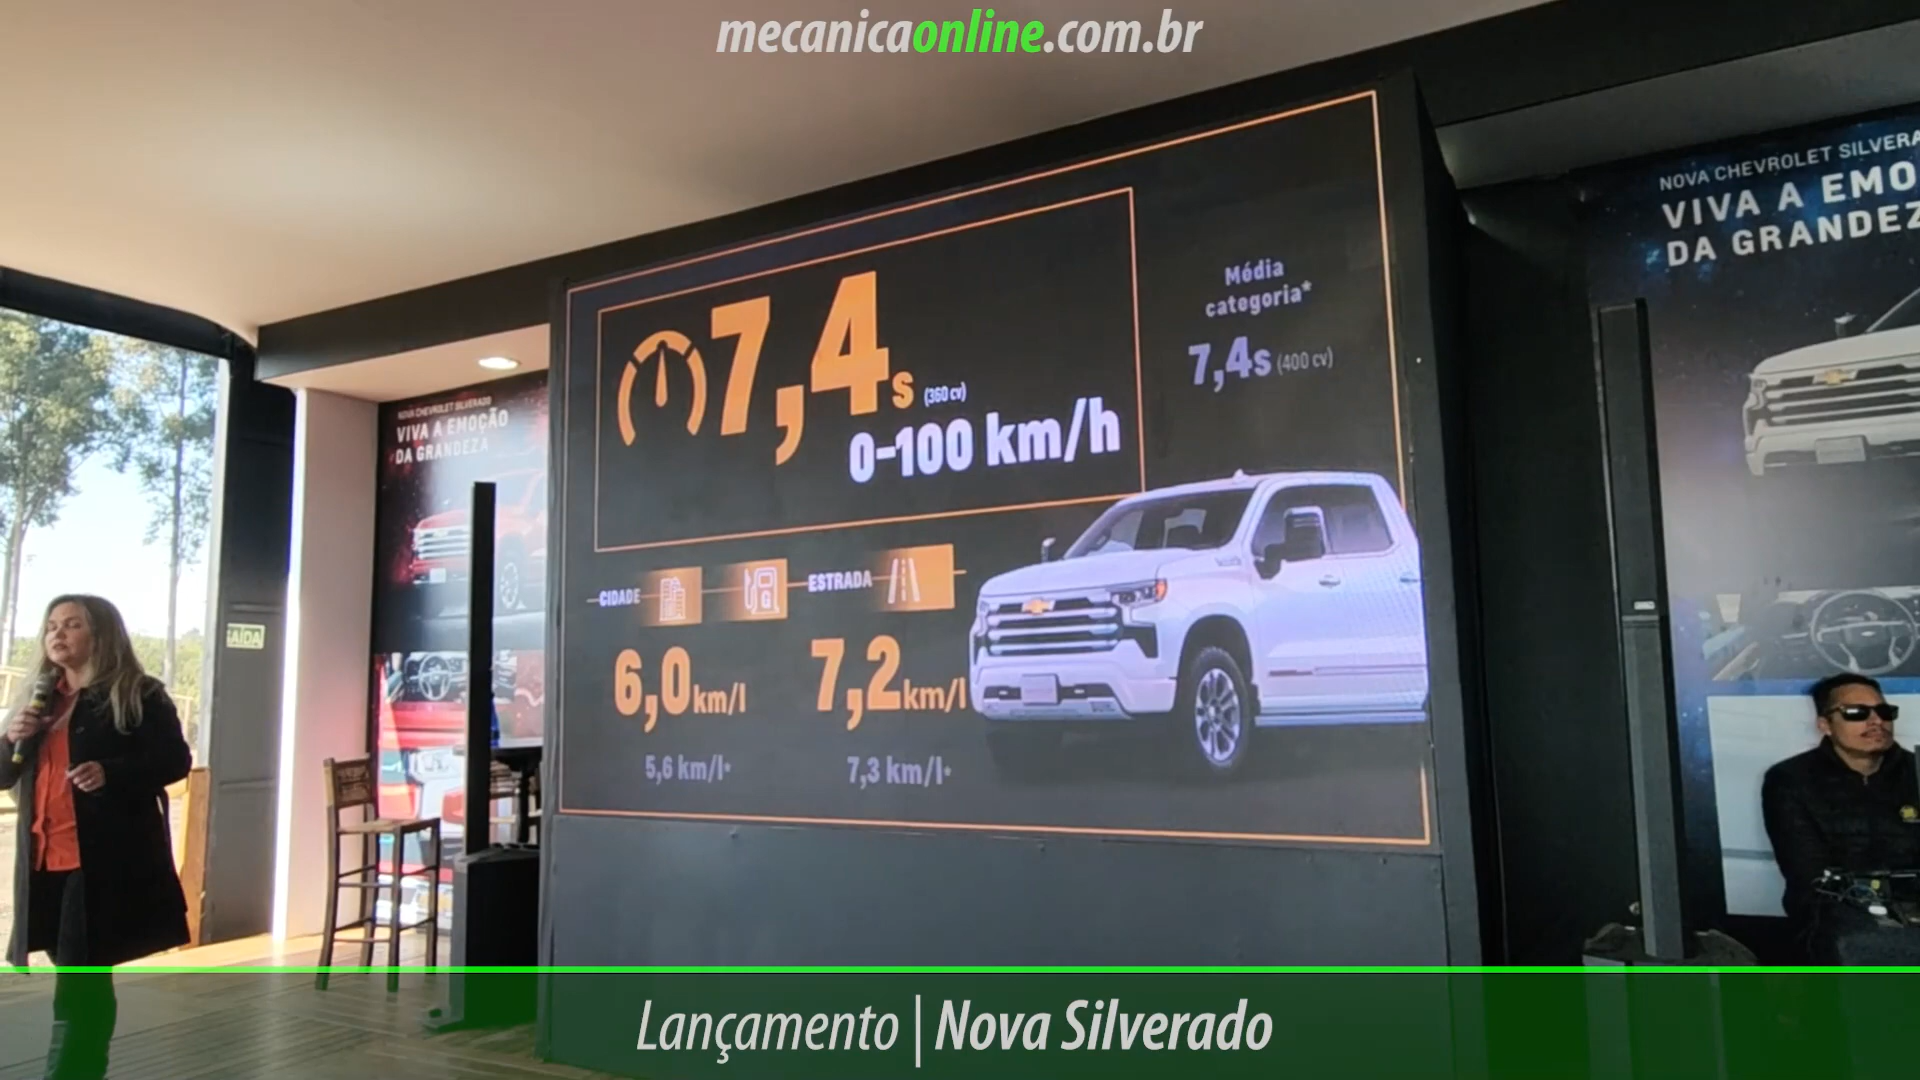 mecanicaonline.com.br
NOVA CHEVROLET SILVERA
VIVA A EMO
DA GRANDEZ
Módia
categoria*
7,4s (400 cv)
7,4s (360 cv)
0-100 km/h
NOVA CHEVROLET SILVERADO
VIVA A EMOÇÃO
DA GRANDEZA
CIDADE
G
ESTRADA
6,0km/l
7,2km/l
5,6 km/l*
7,3 km/l*
SAÍDA
Lançamento | Nova Silverado